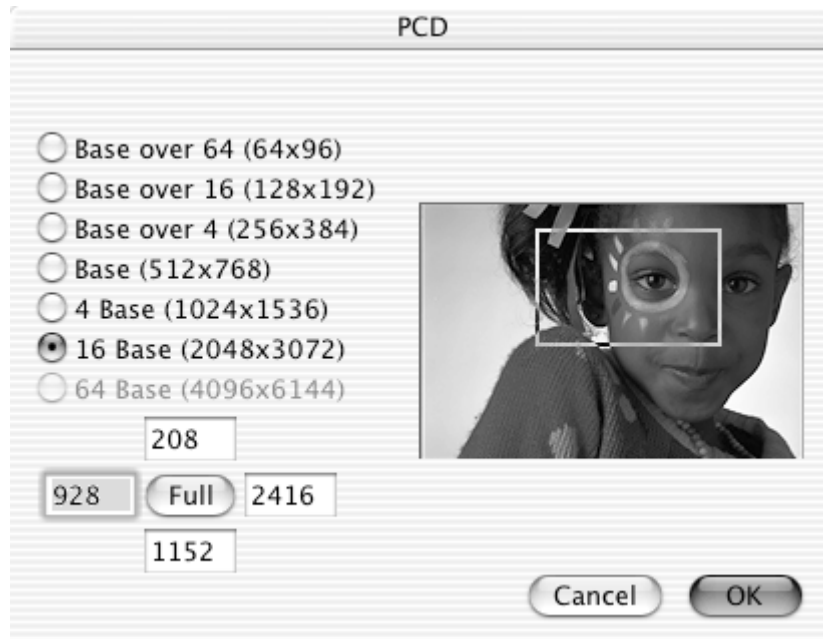 PCD
Base over 64 (64x96)
Base over 16 (128x192)
Base over 4 (256x384)
Base (512x768)
4 Base (1024x1536)
16 Base (2048x3072)
64 Base (4096x6144)
208
928 Full 2416
1152
Cancel OK